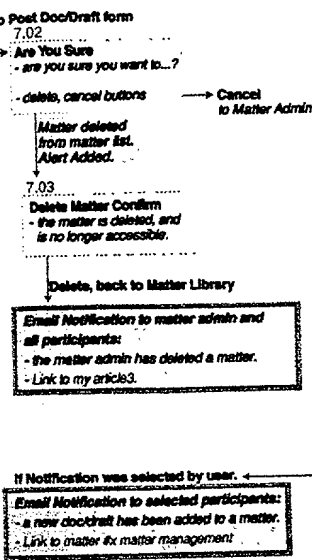 Post Doc/Draft form
7.02
Are You Sure
- are you sure you want to...?
- delete, cancel buttons
Cancel
to Matter Admin
Matter deleted
from matter list.
Alert Added.
7.03
Delete Matter Confirm
- the matter is deleted, and
is no longer accessible.
Delete, back to Matter Library
Email Notification to matter admin and
all participants:
- the matter admin has deleted a matter.
- Link to my article3.
If Notification was selected by user.
Email Notification to selected participants:
- a new doc/draft has been added to a matter.
- Link to matter #x matter management